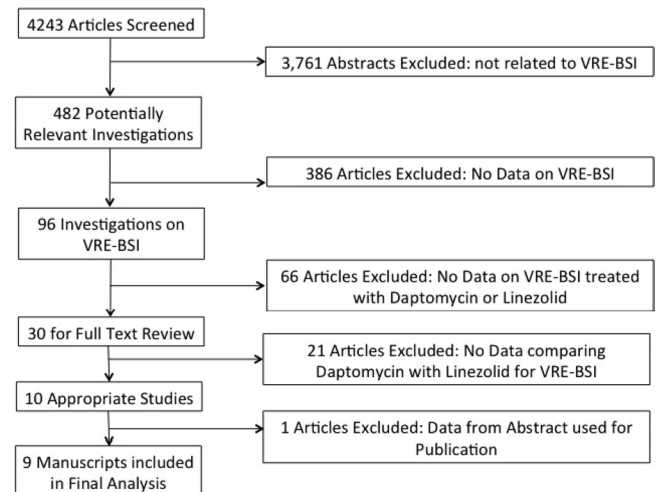 4243 Articles Screened
3,761 Abstracts Excluded: not related to VRE-BSI
482 Potentially
Relevant Investigations
386 Articles Excluded: No Data on VRE-BSI
96 Investigations on
VRE-BSI
66 Articles Excluded: No Data on VRE-BSI treated
with Daptomycin or Linezolid
30 for Full Text Review
21 Articles Excluded: No Data comparing
Daptomycin with Linezolid for VRE-BSI
10 Appropriate Studies
1 Articles Excluded: Data from Abstract used for
Publication
9 Manuscripts included
in Final Analysis